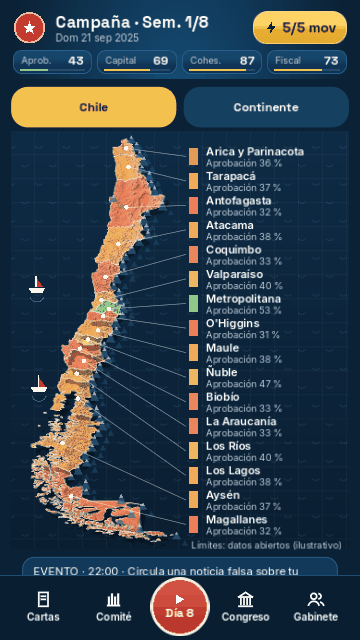 Campaña · Sem. 1/8
Dom 21 sep 2025
5/5 mov
Aprob. 43
Capital 69
Cohes. 87
Fiscal 73
Chile
Continente
Arica y Parinacota
Aprobación 36 %
Tarapacá
Aprobación 37 %
Antofagasta
Aprobación 32 %
Atacama
Aprobación 38 %
Coquimbo
Aprobación 33 %
Valparaíso
Aprobación 40 %
Metropolitana
Aprobación 53 %
O'Higgins
Aprobación 31 %
Maule
Aprobación 38 %
Ñuble
Aprobación 47 %
Biobío
Aprobación 33 %
La Araucanía
Aprobación 33 %
Los Ríos
Aprobación 40 %
Los Lagos
Aprobación 38 %
Aysén
Aprobación 37 %
Magallanes
Aprobación 32 %
Límites: datos abiertos (ilustrativo)
EVENTO · 22:00 · Circula una noticia falsa sobre tu
Cartas
Comité
Día 8
Congreso
Gabinete